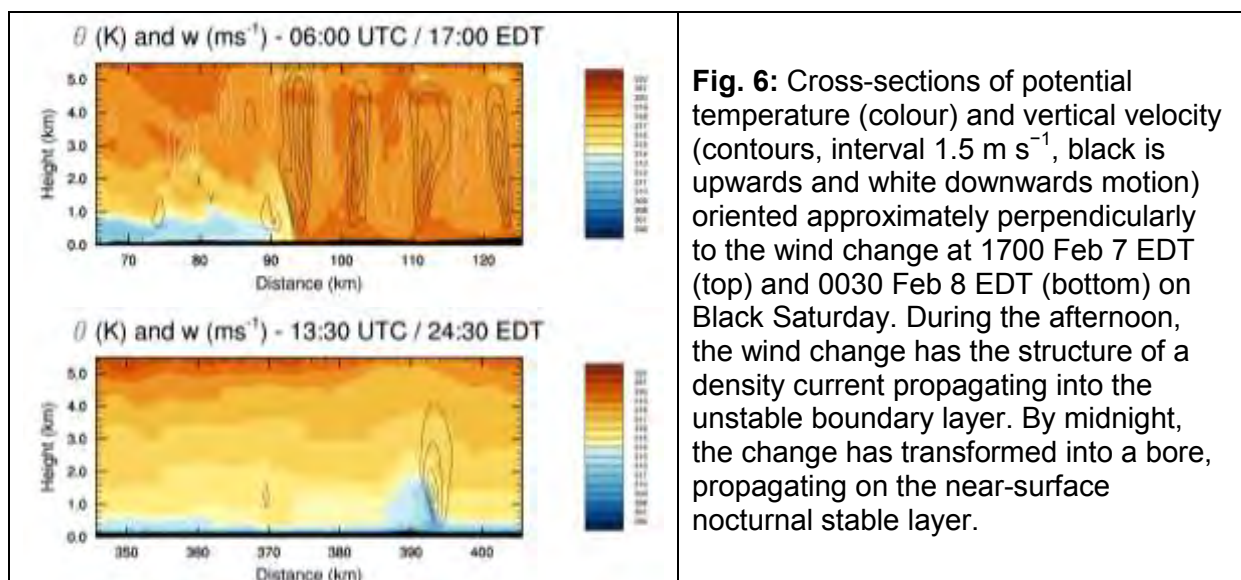 θ (K) and w (ms⁻¹) - 06:00 UTC / 17:00 EDT
5.0
4.0
3.0
2.0
1.0
0.0
Height (km)
70 80 90 100 110 120
Distance (km)
θ (K) and w (ms⁻¹) - 13:30 UTC / 24:30 EDT
5.0
4.0
3.0
2.0
1.0
0.0
Height (km)
350 360 370 380 390 400
Distance (km)
Fig. 6: Cross-sections of potential
temperature (colour) and vertical velocity
(contours, interval 1.5 m s⁻¹, black is
upwards and white downwards motion)
oriented approximately perpendicularly
to the wind change at 1700 Feb 7 EDT
(top) and 0030 Feb 8 EDT (bottom) on
Black Saturday. During the afternoon,
the wind change has the structure of a
density current propagating into the
unstable boundary layer. By midnight,
the change has transformed into a bore,
propagating on the near-surface
nocturnal stable layer.